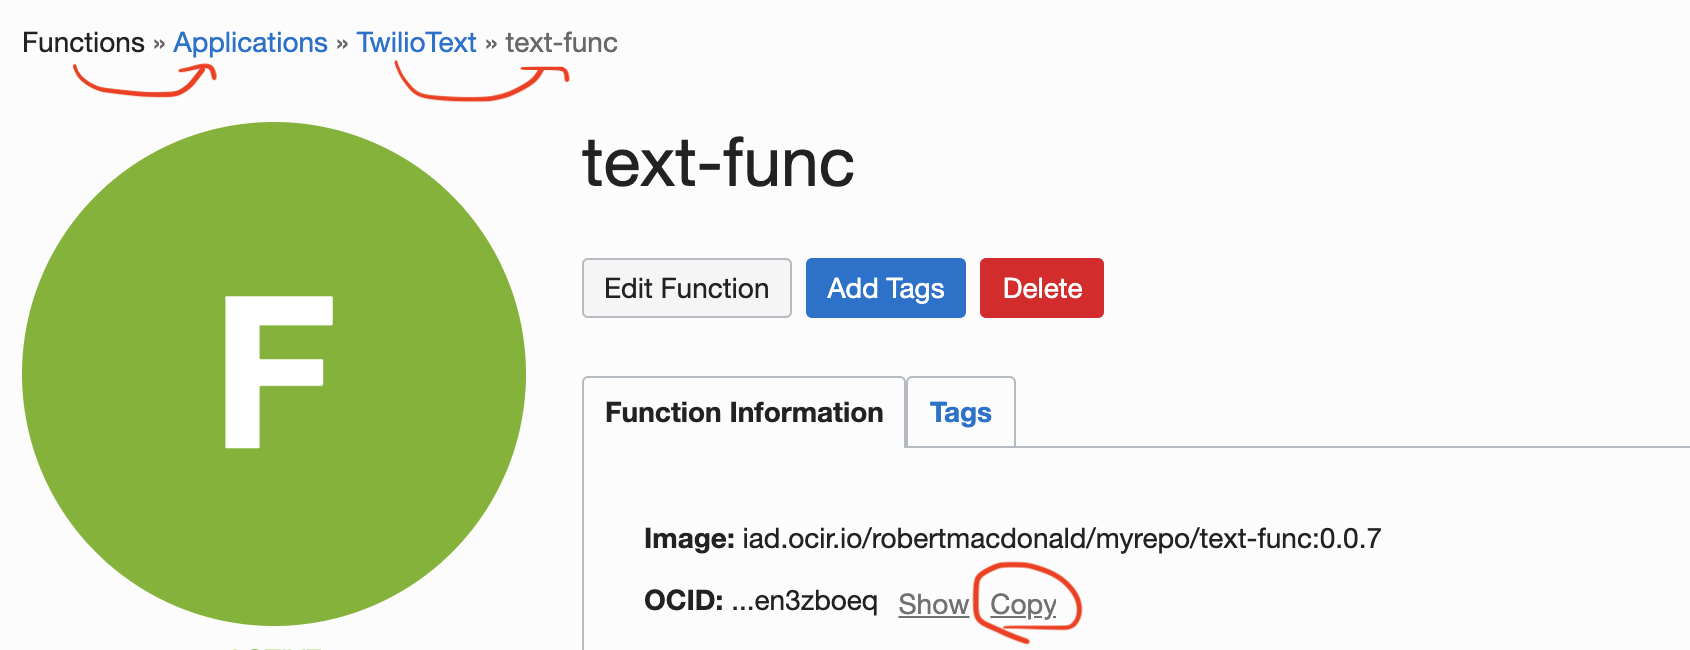 Functions » Applications » TwilioText » text-func
F
text-func
Edit Function Add Tags Delete
Function Information Tags
Image: iad.ocir.io/robertmacdonald/myrepo/text-func:0.0.7
OCID: ...en3zboeq Show Copy